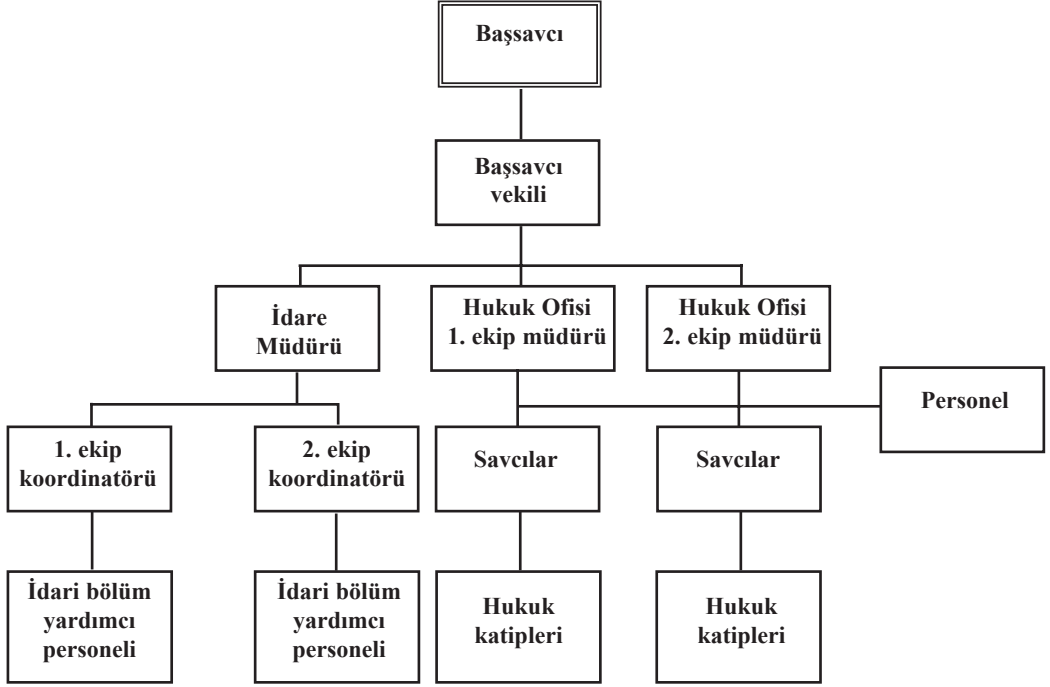 Başsavcı
Başsavcı
vekili
İdare
Müdürü
Hukuk Ofisi
1. ekip müdürü
Hukuk Ofisi
2. ekip müdürü
Personel
1. ekip
koordinatörü
2. ekip
koordinatörü
Savcılar
Savcılar
İdari bölüm
yardımcı
personeli
İdari bölüm
yardımcı
personeli
Hukuk
katipleri
Hukuk
katipleri